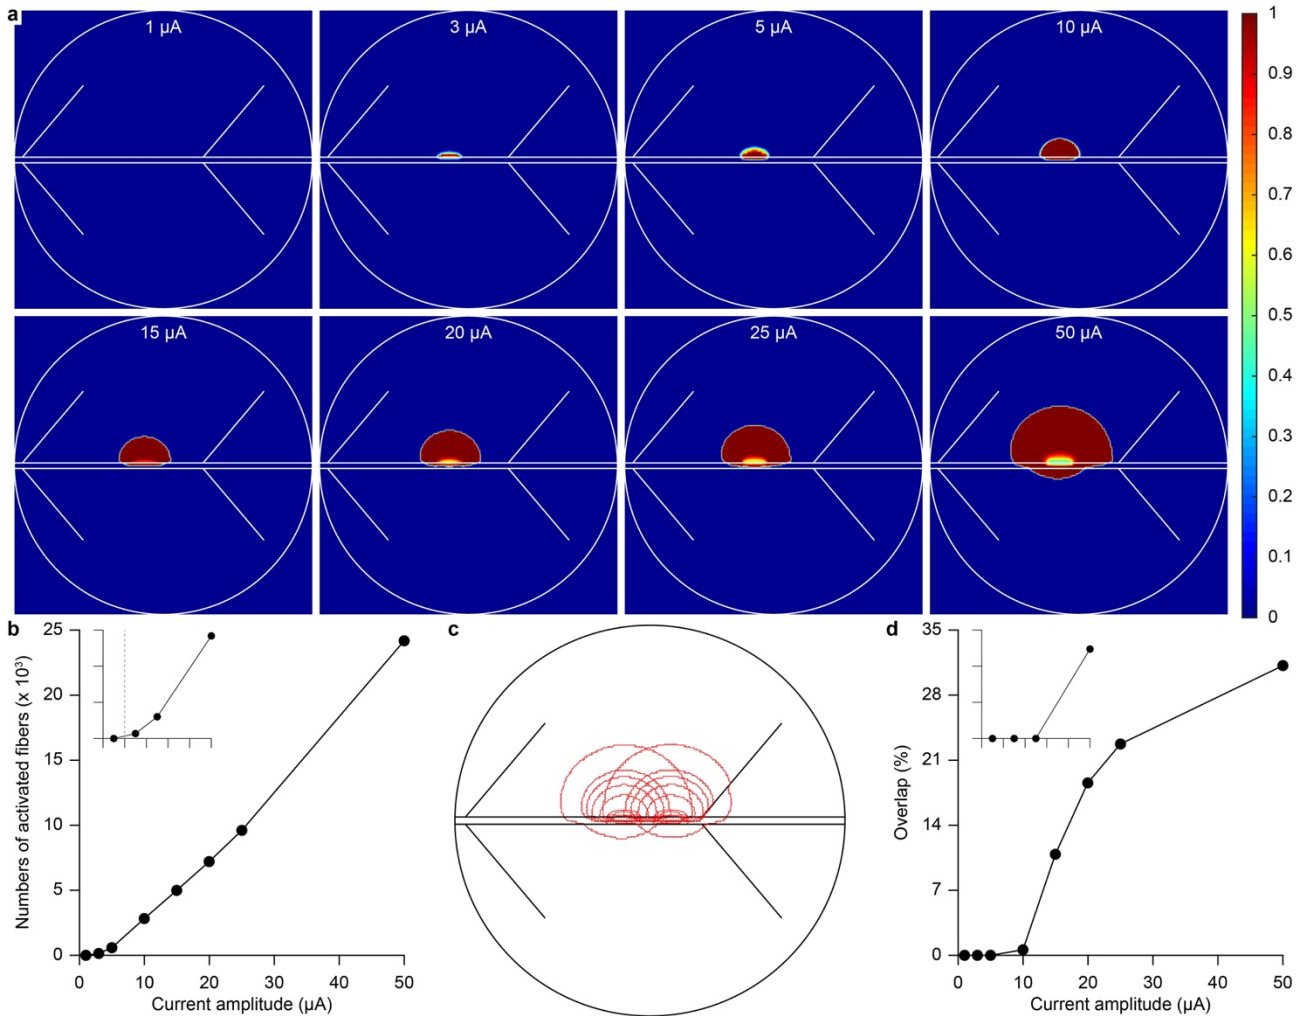 a
1 µA
3 µA
5 µA
10 µA
15 µA
20 µA
25 µA
50 µA
1
0.9
0.8
0.7
0.6
0.5
0.4
0.3
0.2
0.1
0
b
Numbers of activated fibers (x 10³)
25
20
15
10
5
0
0 10 20 30 40 50
Current amplitude (µA)
c
d
Overlap (%)
35
28
21
14
7
0
0 10 20 30 40 50
Current amplitude (µA)